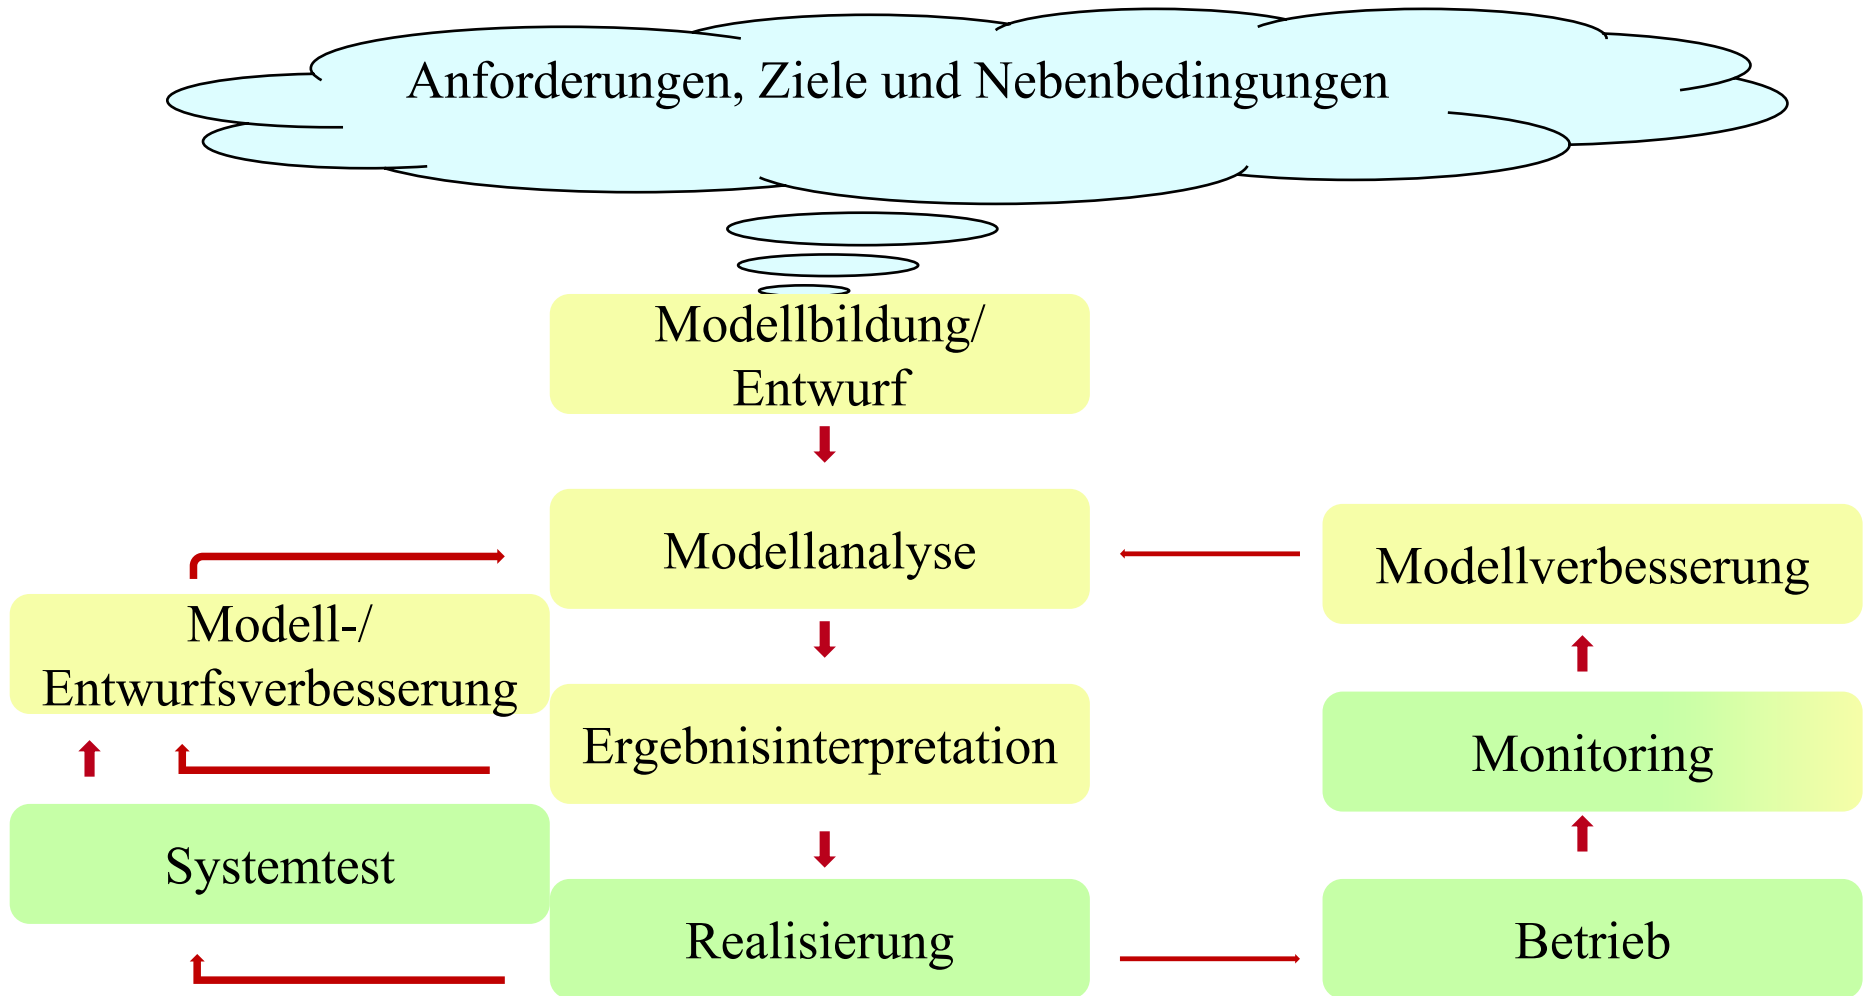 Anforderungen, Ziele und Nebenbedingungen
Modellbildung/
Entwurf
Modellanalyse
Modellverbesserung
Modell-/
Entwurfsverbesserung
Ergebnisinterpretation
Monitoring
Systemtest
Realisierung
Betrieb